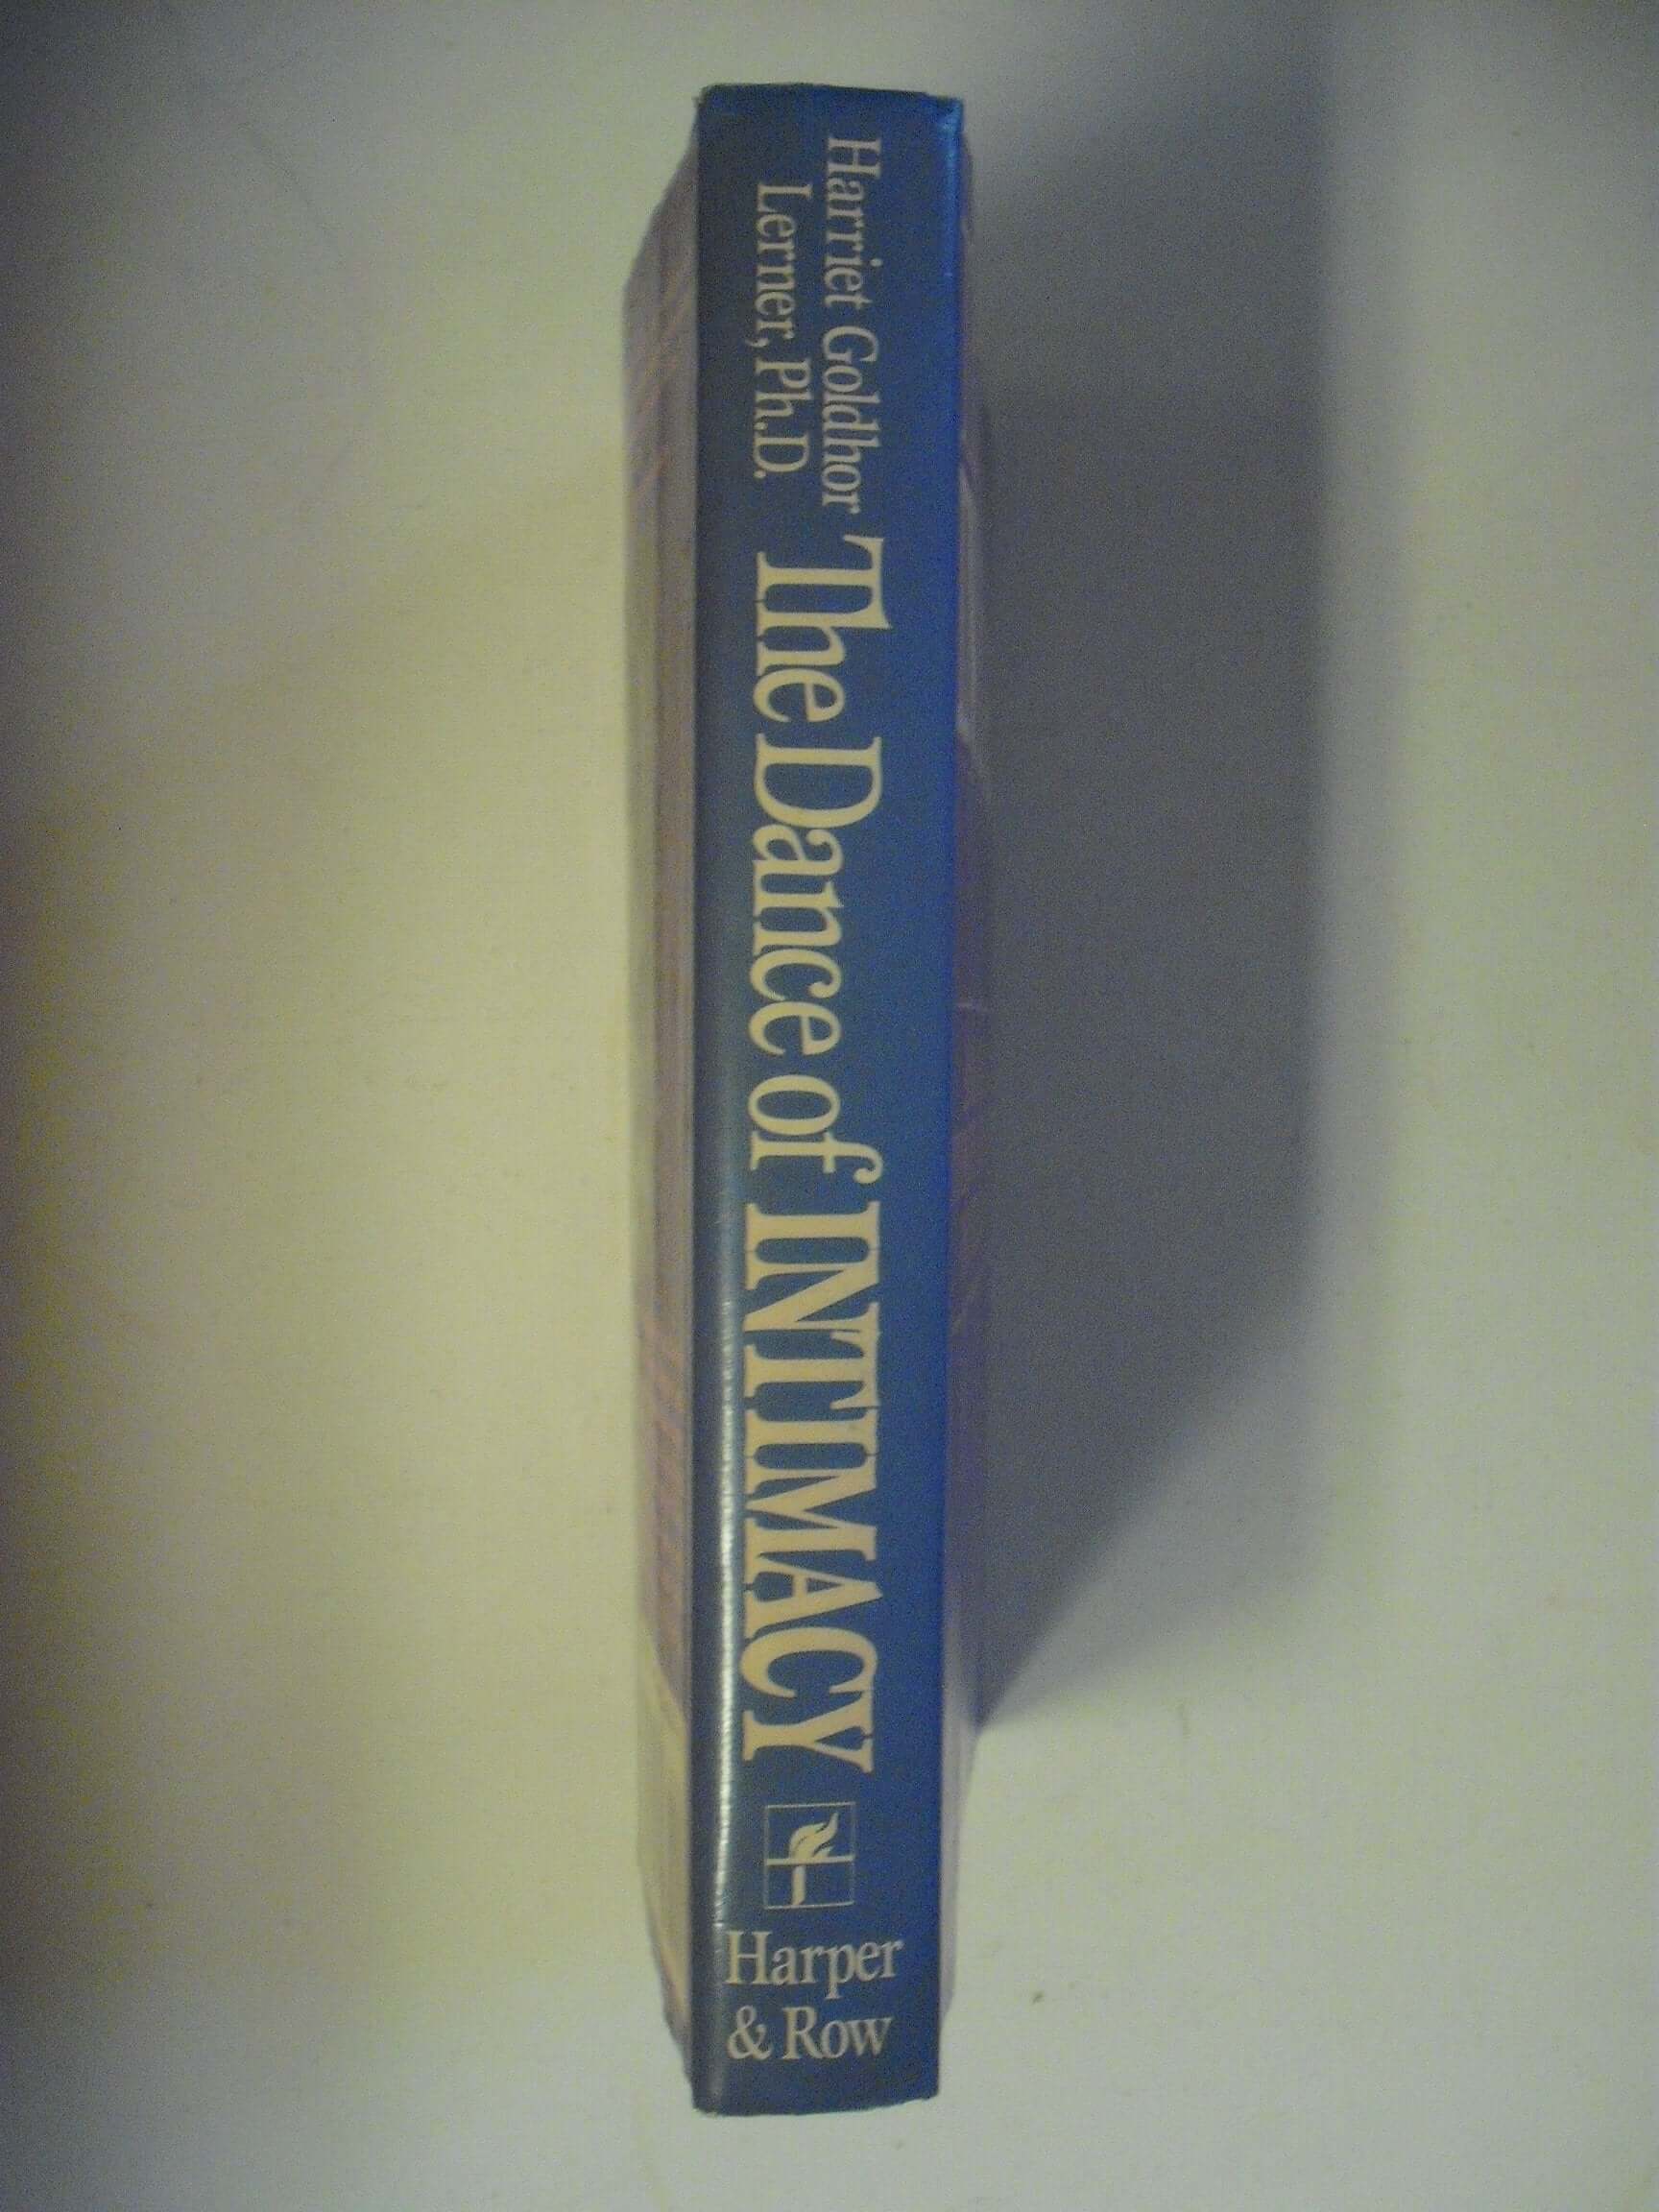 Harriet Goldhor
Lerner, Ph.D.
The Dance of INTIMACY
Harper
& Row